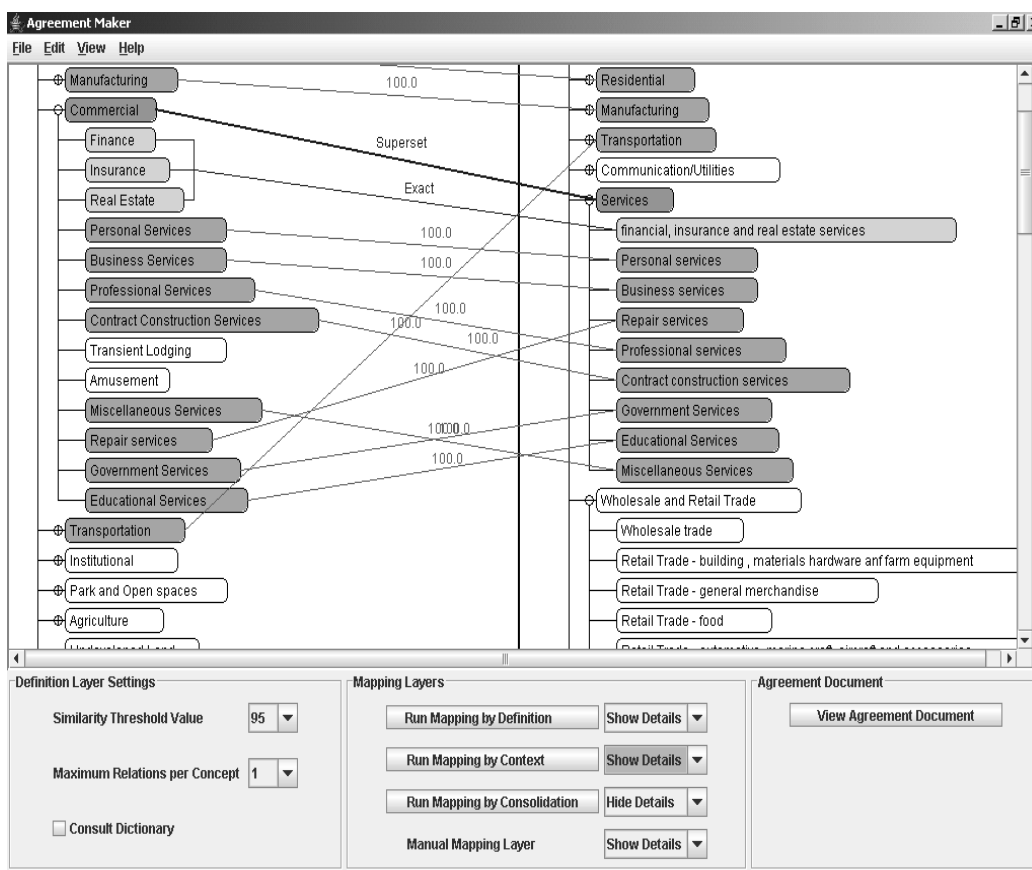 Agreement Maker
File Edit View Help
Manufacturing 100.0 Residential
Commercial Manufacturing
Finance Superset Transportation
Insurance Communication/Utilities
Real Estate Exact Services
Personal Services 100.0 financial, insurance and real estate services
Business Services 100.0 Personal services
Professional Services Business services
100.0
Contract Construction Services 100.0 Repair services
100.0
Transient Lodging Professional services
100.0
Amusement Contract construction services
Miscellaneous Services Government Services
Repair services 100.0 Educational Services
100.0
Government Services Miscellaneous Services
Educational Services Wholesale and Retail Trade
Transportation Wholesale trade
Institutional Retail Trade - building , materials hardware anf farm equipment
Park and Open spaces Retail Trade - general merchandise
Agriculture Retail Trade - food
Definition Layer Settings Mapping Layers Agreement Document
Similarity Threshold Value 95 Run Mapping by Definition Show Details View Agreement Document
Run Mapping by Context Show Details
Maximum Relations per Concept 1
Run Mapping by Consolidation Hide Details
Consult Dictionary
Manual Mapping Layer Show Details